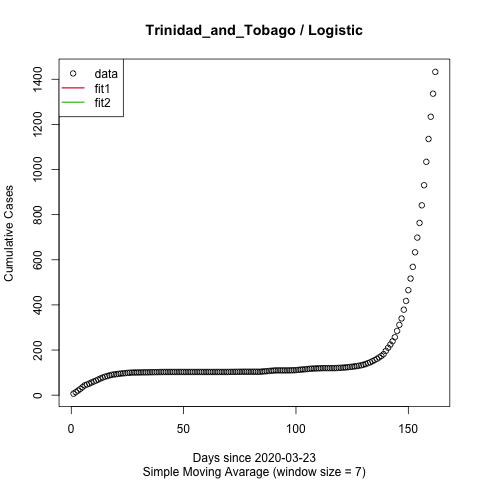 Trinidad_and_Tobago / Logistic
data
fit1
fit2
Cumulative Cases
0
200
400
600
800
1000
1200
1400
0 50 100 150
Days since 2020-03-23
Simple Moving Avarage (window size = 7)